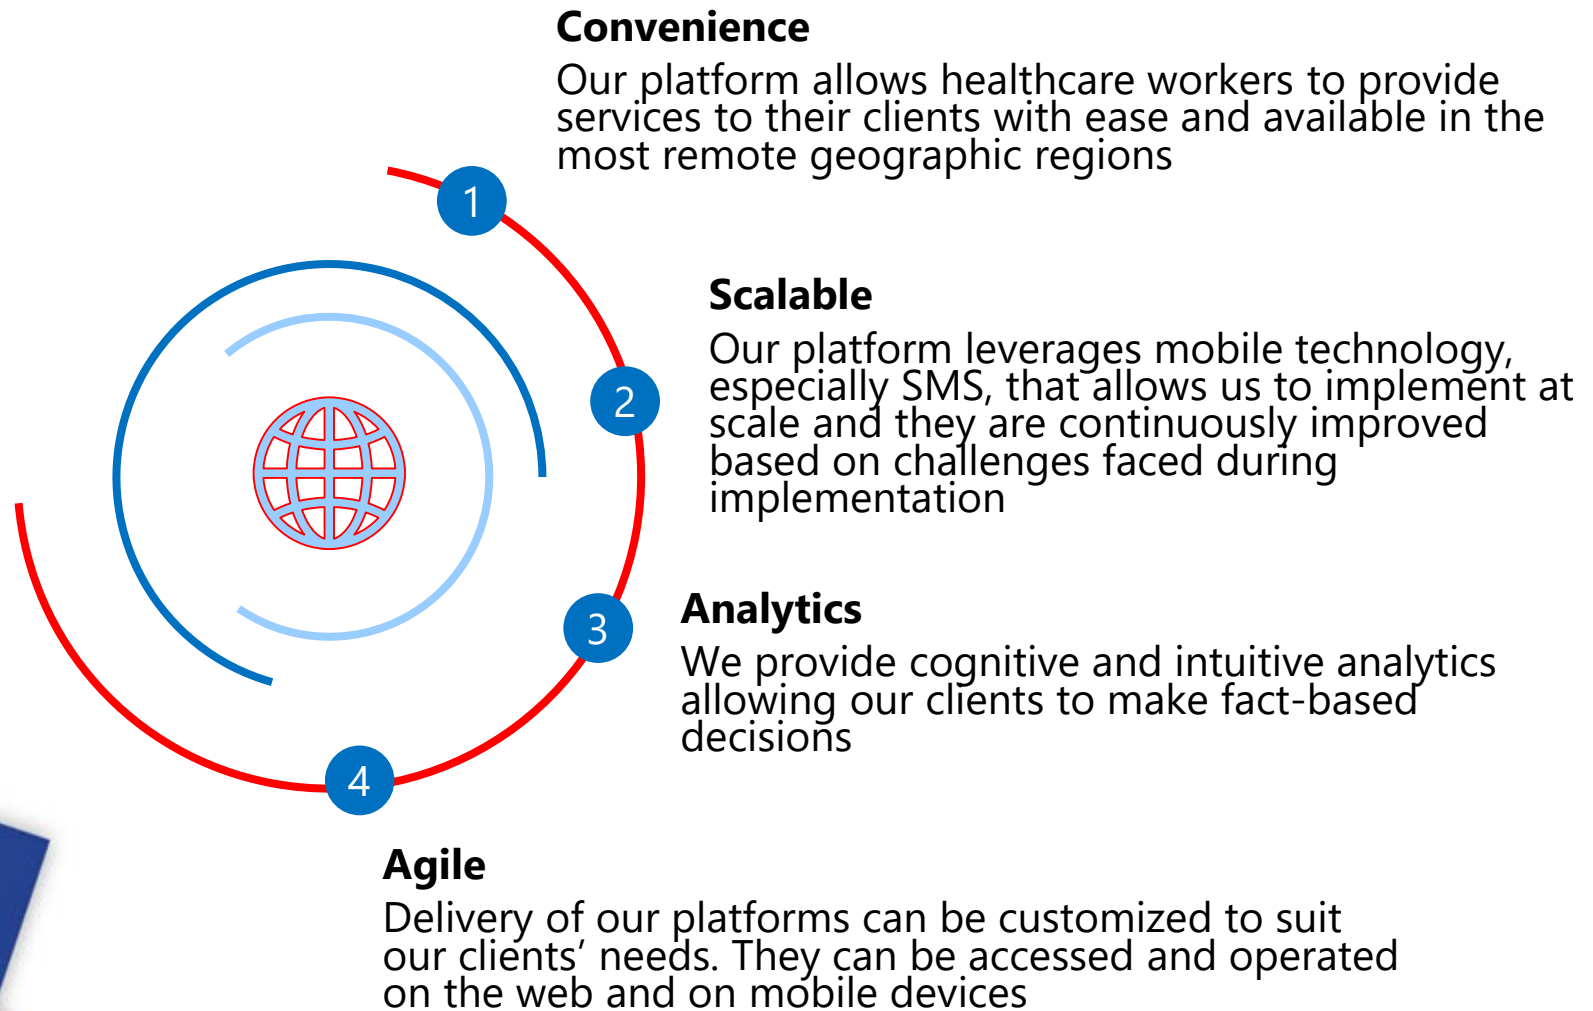 Convenience
Our platform allows healthcare workers to provide
services to their clients with ease and available in the
most remote geographic regions
1
Scalable
Our platform leverages mobile technology,
especially SMS, that allows us to implement at
scale and they are continuously improved
based on challenges faced during
implementation
2
Analytics
We provide cognitive and intuitive analytics
allowing our clients to make fact-based
decisions
3
4
Agile
Delivery of our platforms can be customized to suit
our clients’ needs. They can be accessed and operated
on the web and on mobile devices